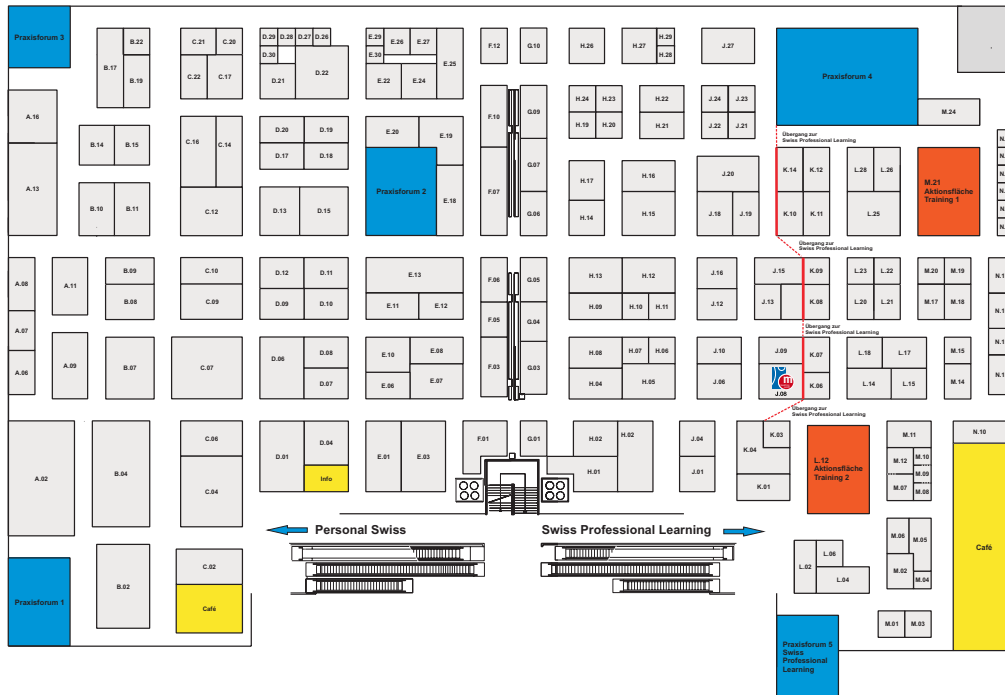 Praxisforum 3
D.29
D.28
D.27
D.26
E.29
E.26
E.27
F.12
G.10
H.26
H.27
H.29
H.28
J.27
B.22
C.21
C.20
D.30
E.30
E.25
B.17
B.19
C.22
C.17
D.21
D.22
E.22
E.24
Praxisforum 4
A.16
F.10
G.09
H.24
H.23
H.22
J.24
J.23
M.24
H.19
H.20
H.21
J.22
J.21
B.14
B.15
C.16
C.14
D.20
D.19
E.20
E.19
Übergang zur
Swiss Professional Learning
A.13
D.17
D.18
Praxisforum 2
E.18
F.07
G.07
G.06
H.17
H.14
H.16
H.15
J.20
J.18
J.19
K.14
K.12
K.10
K.11
L.28
L.26
L.25
M.21
Aktionsfläche
Training 1
N.
N.
N.
N.
N.
N.
B.10
B.11
C.12
D.13
D.15
Übergang zur
Swiss Professional Learning
A.08
A.11
B.09
C.10
D.12
D.11
E.13
F.06
G.05
H.13
H.12
J.16
J.15
K.09
L.23
L.22
M.20
M.19
N.1
A.07
B.08
C.09
D.09
D.10
E.11
E.12
F.05
G.04
H.09
H.10
H.11
J.12
J.13
K.08
L.20
L.21
M.17
M.18
N.1
Übergang zur
Swiss Professional Learning
A.06
A.09
B.07
C.07
D.06
D.08
D.07
E.10
E.08
E.06
E.07
F.03
G.03
H.08
H.07
H.06
H.04
H.05
J.10
J.06
J.09
m
J.08
K.07
K.06
L.18
L.17
L.14
L.15
M.15
M.14
N.1
N.1
Übergang zur
Swiss Professional Learning
A.02
B.04
C.06
C.04
D.01
D.04
Info
E.01
E.03
F.01
G.01
H.02
H.02
H.01
J.04
J.01
K.04
K.03
K.01
L.12
Aktionsfläche
Training 2
M.11
M.12
M.10
M.09
M.07
M.08
N.10
Café
Personal Swiss
Swiss Professional Learning
Praxisforum 1
B.02
C.02
Café
L.02
L.06
L.04
M.06
M.05
M.02
M.04
M.01
M.03
Praxisforum 5
Swiss
Professional
Learning